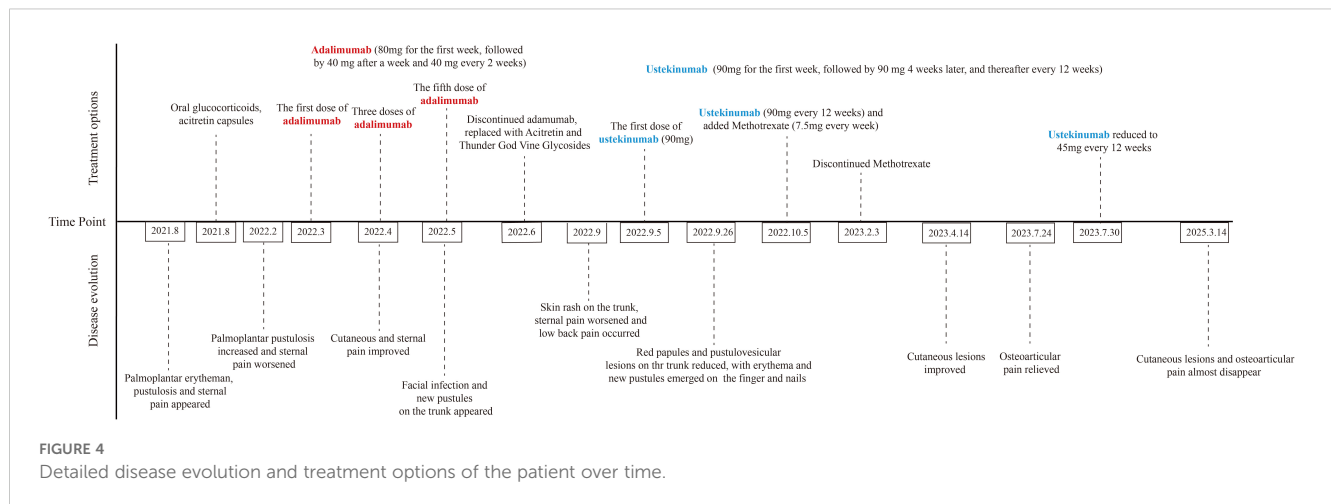 Adalimumab (80mg for the first week, followed
by 40 mg after a week and 40 mg every 2 weeks)
Ustekinumab (90mg for the first week, followed by 90 mg 4 weeks later, and thereafter every 12 weeks)
Treatment options
Oral glucocorticoids,
acitretin capsules
The first dose of
adalimumab
Three doses of
adalimumab
The fifth dose of
adalimumab
Discontinued adamumab,
replaced with Acitretin and
Thunder God Vine Glycosides
The first dose of
ustekinumab (90mg)
Ustekinumab (90mg every 12 weeks) and
added Methotrexate (7.5mg every week)
Discontinued Methotrexate
Ustekinumab reduced to
45mg every 12 weeks
Time Point
2021.8
2021.8
2022.2
2022.3
2022.4
2022.5
2022.6
2022.9
2022.9.5
2022.9.26
2022.10.5
2023.2.3
2023.4.14
2023.7.24
2023.7.30
2025.3.14
Disease evolution
Palmoplantar erytheman,
pustulosis and sternal
pain appeared
Palmoplantar pustulosis
increased and sternal
pain worsened
Cutaneous and sternal
pain improved
Facial infection and
new pustules
on the trunk appeared
Skin rash on the trunk,
sternal pain worsened and
low back pain occurred
Red papules and pustulovesicular
lesions on thr trunk reduced, with erythema and
new pustules emerged on the finger and nails
Cutaneous lesions
improved
Osteoarticular
pain relieved
Cutaneous lesions and osteoarticular
pain almost disappear
FIGURE 4
Detailed disease evolution and treatment options of the patient over time.